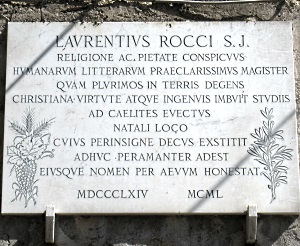 LAVRENTIVS ROCCI S.J.
RELIGIONE AC PIETATE CONSPICVVS
HVMANARVM LITTERARVM PRAECLARISSIMVS MAGISTER
QVAM PLVRIMOS IN TERRIS DEGENS
CHRISTIANA VIRTVTE ATQVE INGENVIS IMBVIT STVDIIS
AD CAELITES EVECTVS
NATALI LOCO
CVIVS PERINSIGNE DECVS EXSTITIT
ADHVC PERAMANTER ADEST
EIVSQVE NOMEN PER AEVVM HONESTAT
MDCCCLXIV MCML